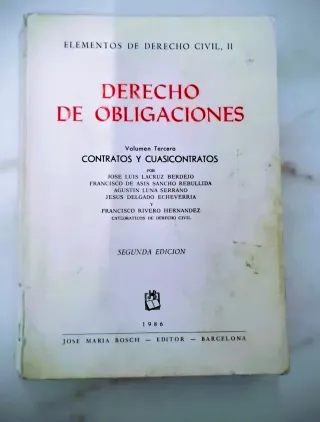 ELEMENTOS DE DERECHO CIVIL, II
DERECHO
DE OBLIGACIONES
Volumen Tercero
CONTRATOS Y CUASICONTRATOS
POR
JOSE LUIS LACRUZ BERDEJO
FRANCISCO DE ASIS SANCHO REBULLIDA
AGUSTIN LUNA SERRANO
JESUS DELGADO ECHEVERRIA
Y
FRANCISCO RIVERO HERNANDEZ
CATEDRATICOS DE DERECHO CIVIL
SEGUNDA EDICION
1986
JOSE MARIA BOSCH — EDITOR — BARCELONA